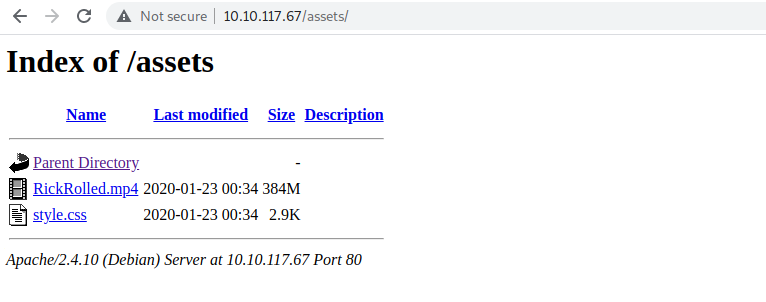 Not secure | 10.10.117.67/assets/
Index of /assets
Name Last modified Size Description
Parent Directory -
RickRolled.mp4 2020-01-23 00:34 384M
style.css 2020-01-23 00:34 2.9K
Apache/2.4.10 (Debian) Server at 10.10.117.67 Port 80